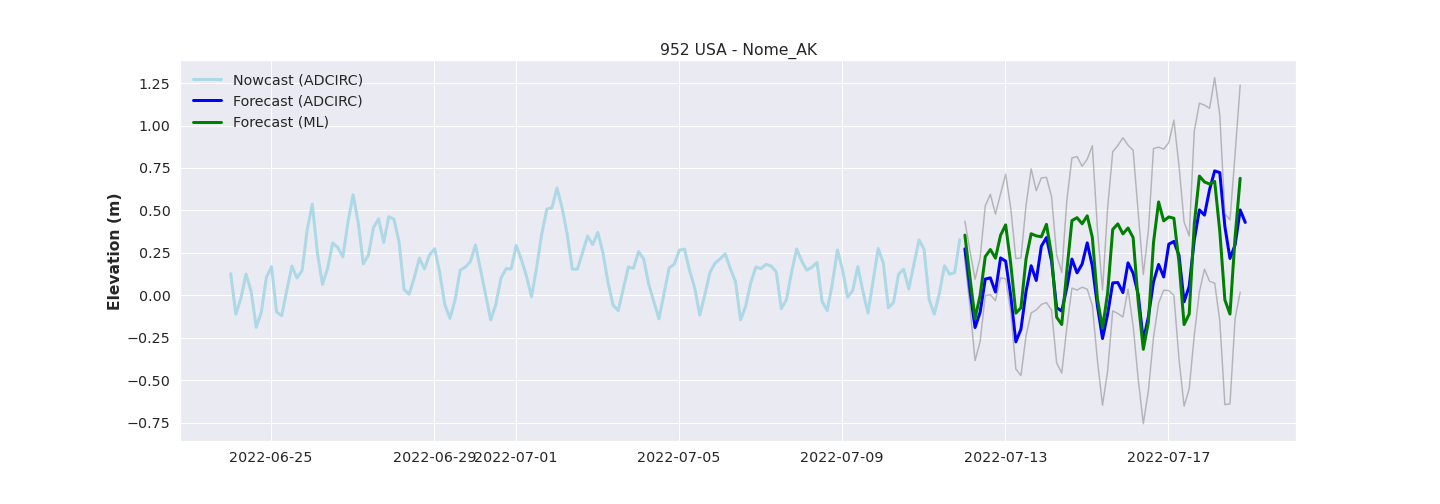 952 USA - Nome_AK
Nowcast (ADCIRC)
Forecast (ADCIRC)
Forecast (ML)
Elevation (m)
1.25
1.00
0.75
0.50
0.25
0.00
−0.25
−0.50
−0.75
2022-06-25 2022-06-29 2022-07-01 2022-07-05 2022-07-09 2022-07-13 2022-07-17